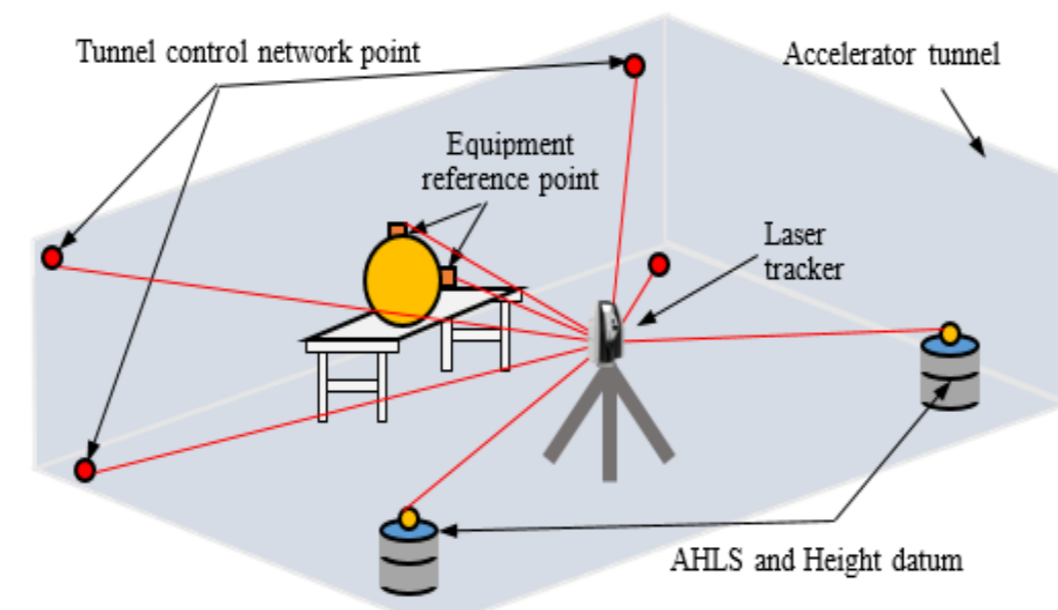 Tunnel control network point
Accelerator tunnel
Equipment
reference point
Laser
tracker
AHLS and Height datum